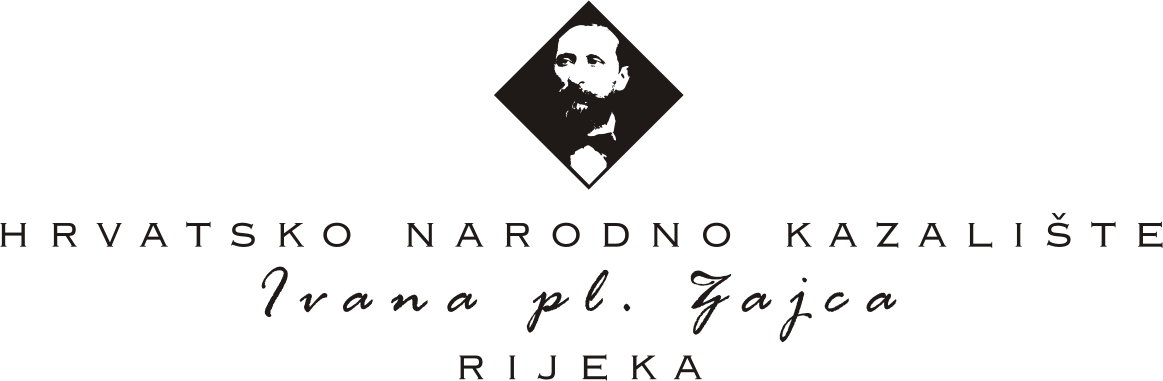 HRVATSKO NARODNO KAZALIŠTE
Ivana pl. Zajca
RIJEKA